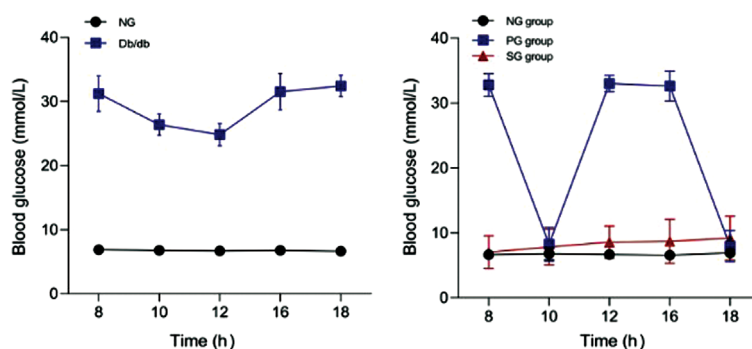 NG
Db/db
Blood glucose (mmol/L)
40
30
20
10
0
8 10 12 16 18
Time (h)
NG group
PG group
SG group
Blood glucose (mmol/L)
40
30
20
10
0
8 10 12 16 18
Time (h)